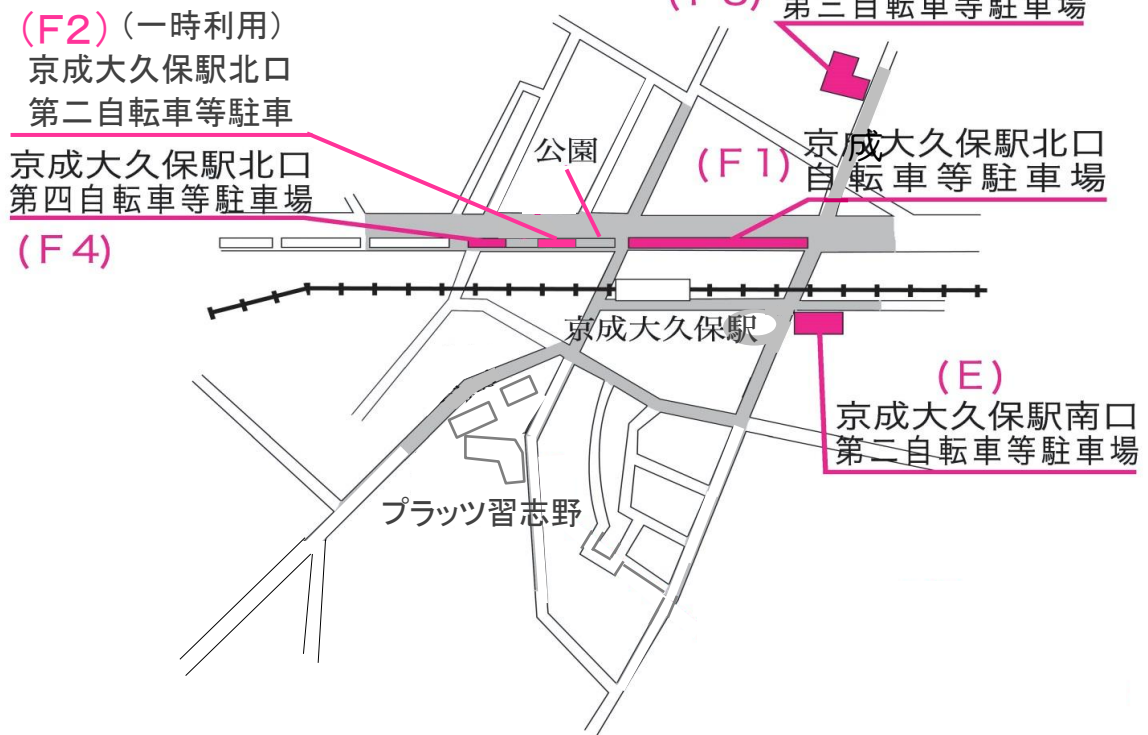 (F2)(一時利用)
京成大久保駅北口
第二自転車等駐車
京成大久保駅北口
第四自転車等駐車場
(F4)
第三自転車等駐車場
公園
(F1)
京成大久保駅北口
自転車等駐車場
京成大久保駅
(E)
京成大久保駅南口
第二自転車等駐車場
プラッツ習志野